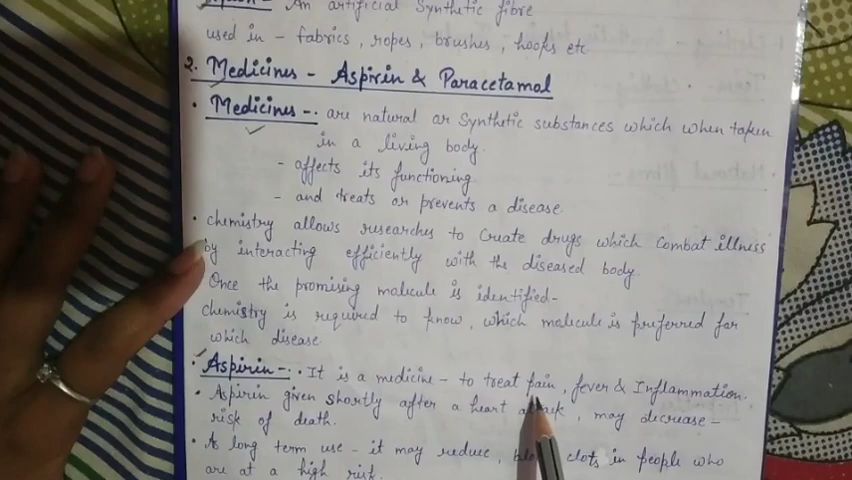 An artificial Synthetic fibre
used in - fabrics, ropes, brushes, hooks etc
2. Medicines - Aspirin & Paracetamol
• Medicines -. are natural or Synthetic substances which when taken
in a living body.
- affects its functioning
- and treats or prevents a disease.
• Chemistry allows researches to create drugs which combat illness
by interacting efficiently with the diseased body.
Once the promising molecule is identified-
chemistry is required to know, which molecule is preferred for
which disease
• Aspirin -. It is a medicine - to treat pain, fever & Inflammation.
• Aspirin given shortly after a heart attack, may decrease -
risk of death.
• As long term use - it may reduce, blood clots in people who
are at a high risk.